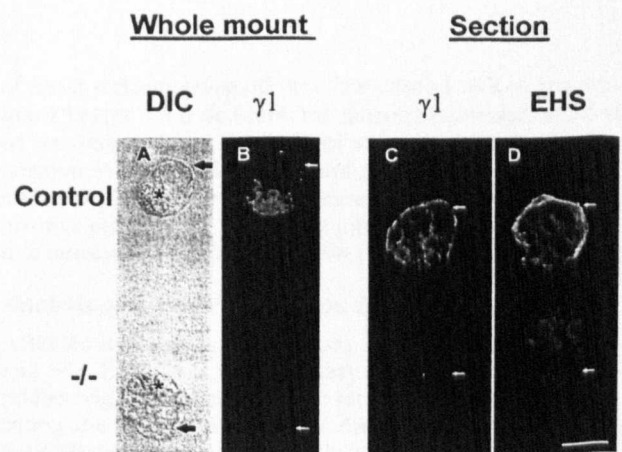 Whole mount Section
DIC γ1 γ1 EHS
A B C D
Control * 
-/- *